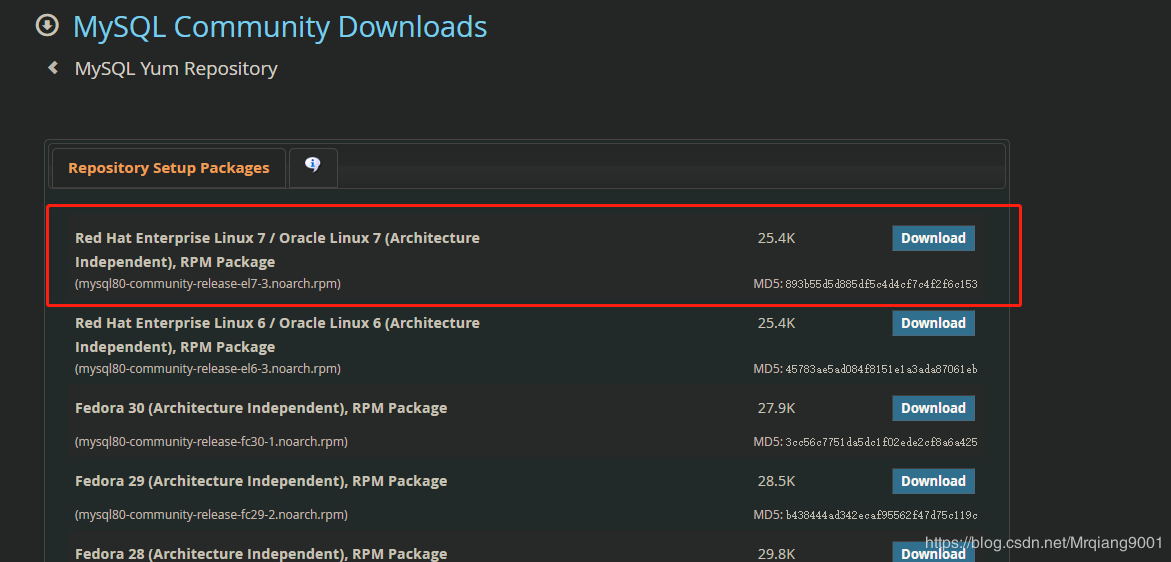 MySQL Community Downloads
MySQL Yum Repository
Repository Setup Packages
Red Hat Enterprise Linux 7 / Oracle Linux 7 (Architecture 25.4K Download
Independent), RPM Package
(mysql80-community-release-el7-3.noarch.rpm) MD5: 893b55d5d885df5c4d4cf7c4f2f6c153
Red Hat Enterprise Linux 6 / Oracle Linux 6 (Architecture 25.4K Download
Independent), RPM Package
(mysql80-community-release-el6-3.noarch.rpm) MD5: 45783ae5ad084f8151e1a3ada87061eb
Fedora 30 (Architecture Independent), RPM Package 27.9K Download
(mysql80-community-release-fc30-1.noarch.rpm) MD5: 3cc56c7751da5dc1f02ede2cf8a6a425
Fedora 29 (Architecture Independent), RPM Package 28.5K Download
(mysql80-community-release-fc29-2.noarch.rpm) MD5: b438444ad342ecaf95562f47d75c119c
Fedora 28 (Architecture Independent), RPM Package 29.8K Download
https://blog.csdn.net/Mrqiang9001